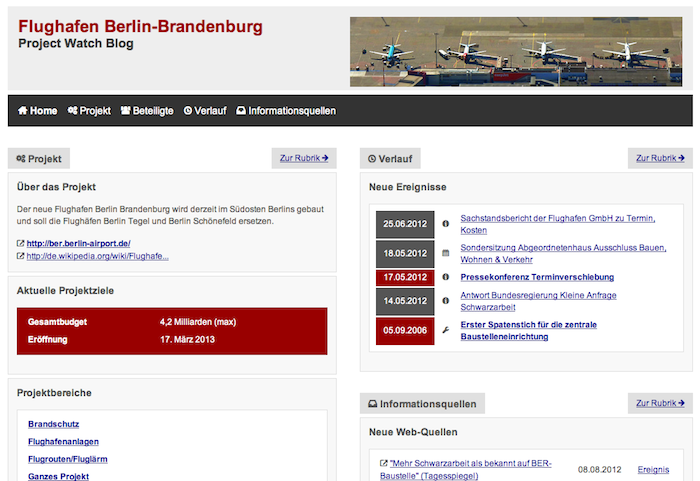 Flughafen Berlin-Brandenburg
Project Watch Blog
Home Projekt Beteiligte Verlauf Informationsquellen
Projekt
Zur Rubrik
Über das Projekt
Der neue Flughafen Berlin Brandenburg wird derzeit im Südosten Berlins gebaut
und soll die Flughäfen Berlin Tegel und Berlin Schönefeld ersetzen.
http://ber.berlin-airport.de/
http://de.wikipedia.org/wiki/Flughafe...
Aktuelle Projektziele
Gesamtbudget 4,2 Milliarden (max)
Eröffnung 17. März 2013
Projektbereiche
Brandschutz
Flughafenanlagen
Flugrouten/Fluglärm
Ganzes Projekt
Verlauf
Zur Rubrik
Neue Ereignisse
25.06.2012 Sachstandsbericht der Flughafen GmbH zu Termin,
Kosten
18.05.2012 Sondersitzung Abgeordnetenhaus Ausschluss Bauen,
Wohnen & Verkehr
17.05.2012 Pressekonferenz Terminverschiebung
14.05.2012 Antwort Bundesregierung Kleine Anfrage
Schwarzarbeit
05.09.2006 Erster Spatenstich für die zentrale
Baustelleneinrichtung
Informationsquellen
Zur Rubrik
Neue Web-Quellen
"Mehr Schwarzarbeit als bekannt auf BER-
Baustelle" (Tagesspiegel) 08.08.2012 Ereignis